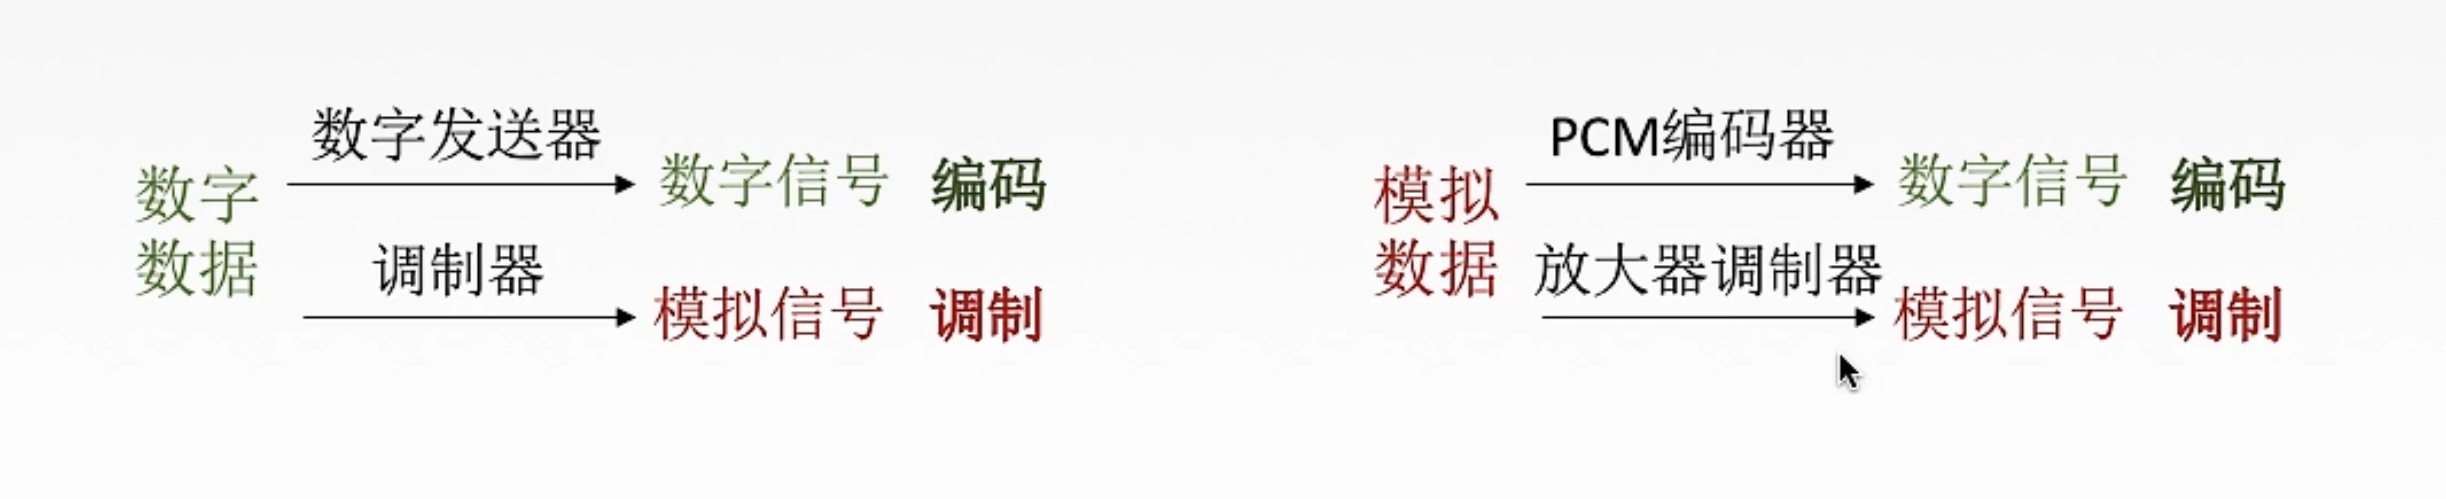 数字发送器
数字
数据
数字信号 编码
调制器
模拟信号 调制
PCM编码器
模拟
数据
数字信号 编码
放大器调制器
模拟信号 调制